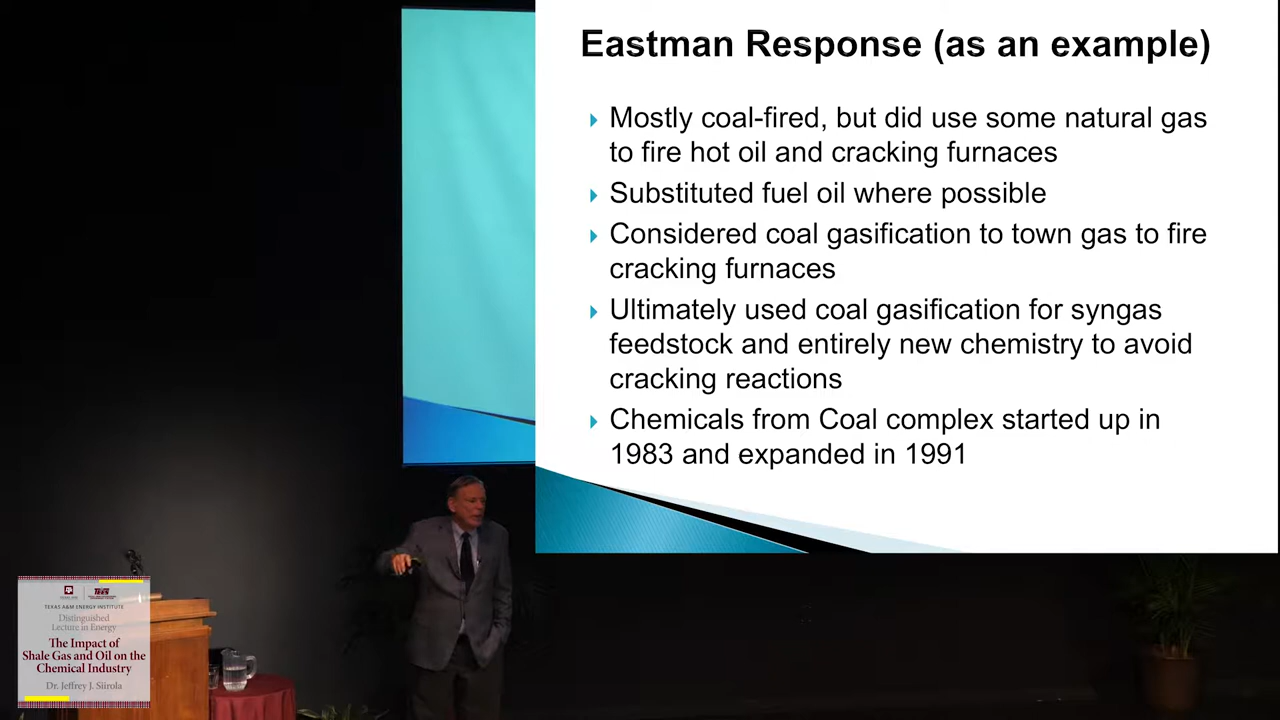 Eastman Response (as an example)
Mostly coal-fired, but did use some natural gas
to fire hot oil and cracking furnaces
Substituted fuel oil where possible
Considered coal gasification to town gas to fire
cracking furnaces
Ultimately used coal gasification for syngas
feedstock and entirely new chemistry to avoid
cracking reactions
Chemicals from Coal complex started up in
1983 and expanded in 1991
TEXAS A&M ENERGY INSTITUTE
Distinguished
Lecture in Energy
The Impact of
Shale Gas and Oil on the
Chemical Industry
Dr. Jeffrey J. Siirola